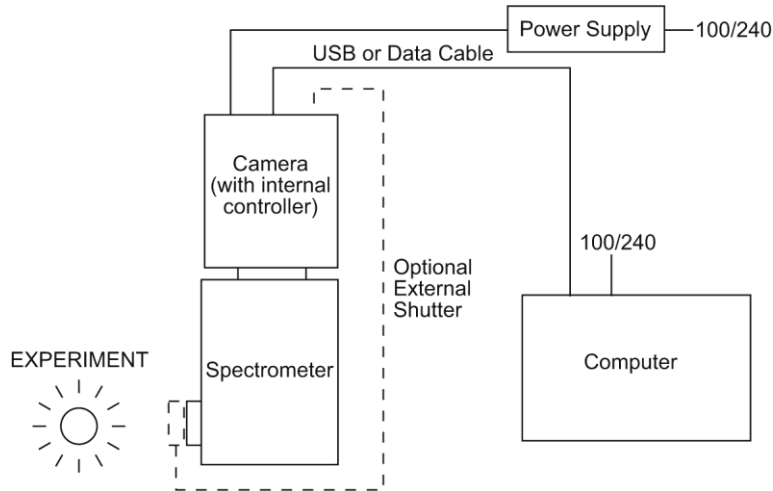 Power Supply
100/240
USB or Data Cable
Camera
(with internal
controller)
100/240
Optional
External
Shutter
EXPERIMENT
Spectrometer
Computer